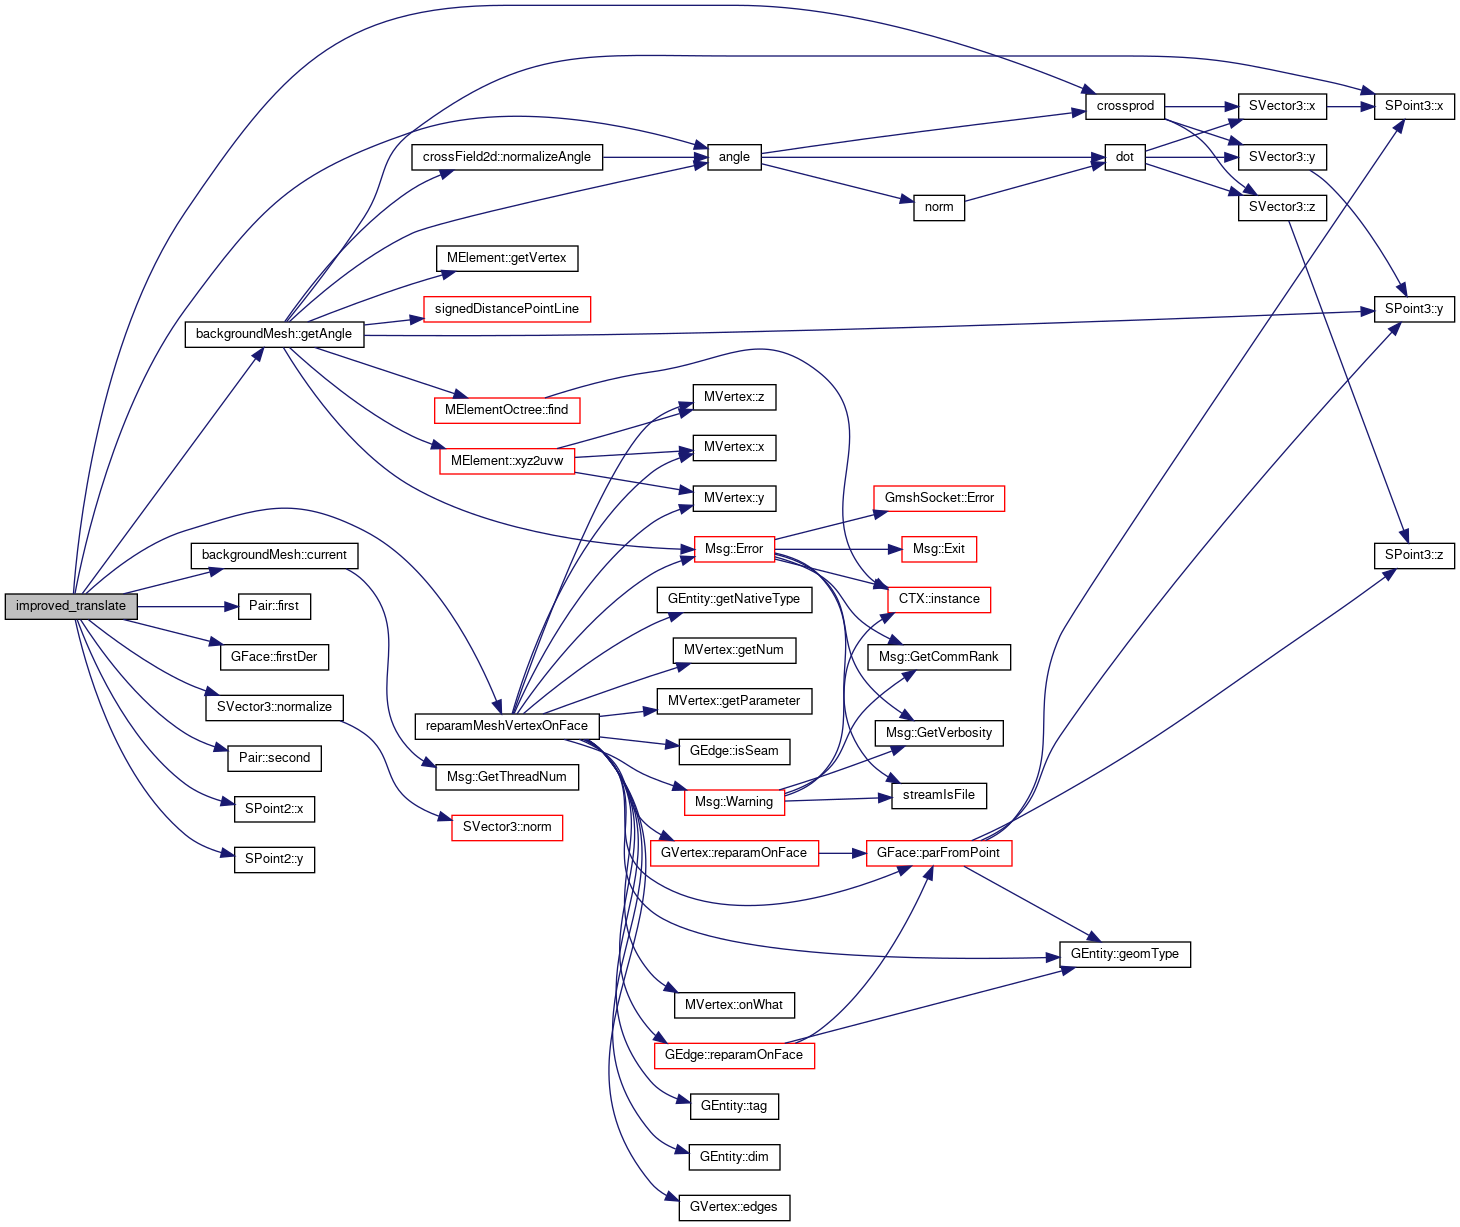 improved_translate
backgroundMesh::getAngle
backgroundMesh::current
Pair::first
GFace::firstDer
SVector3::normalize
Pair::second
SPoint2::x
SPoint2::y
crossField2d::normalizeAngle
MElement::getVertex
signedDistancePointLine
MElementOctree::find
MElement::xyz2uvw
reparamMeshVertexOnFace
Msg::GetThreadNum
SVector3::norm
angle
MVertex::z
MVertex::x
MVertex::y
Msg::Error
GEntity::getNativeType
MVertex::getNum
MVertex::getParameter
GEdge::isSeam
Msg::Warning
GVertex::reparamOnFace
MVertex::onWhat
GEdge::reparamOnFace
GEntity::tag
GEntity::dim
GVertex::edges
norm
GmshSocket::Error
Msg::Exit
CTX::instance
Msg::GetCommRank
Msg::GetVerbosity
streamIsFile
GFace::parFromPoint
crossprod
dot
GEntity::geomType
SVector3::x
SVector3::y
SVector3::z
SPoint3::x
SPoint3::y
SPoint3::z